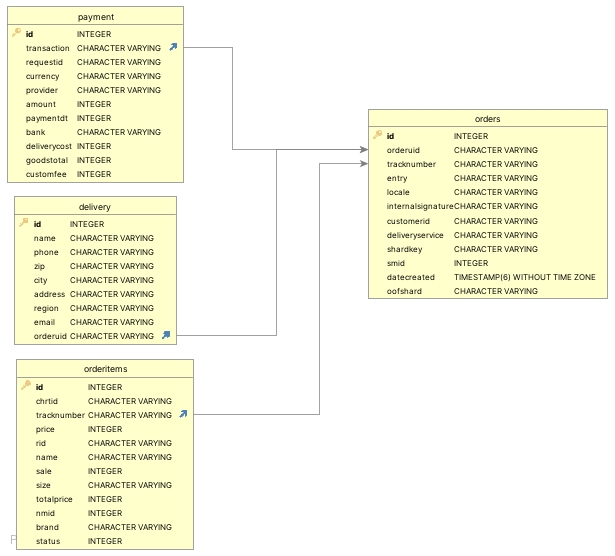 payment
id INTEGER
transaction CHARACTER VARYING
requestid CHARACTER VARYING
currency CHARACTER VARYING
provider CHARACTER VARYING
amount INTEGER
paymentdt INTEGER
bank CHARACTER VARYING
deliverycost INTEGER
goodstotal INTEGER
customfee INTEGER
delivery
id INTEGER
name CHARACTER VARYING
phone CHARACTER VARYING
zip CHARACTER VARYING
city CHARACTER VARYING
address CHARACTER VARYING
region CHARACTER VARYING
email CHARACTER VARYING
orderuid CHARACTER VARYING
orderitems
id INTEGER
chrtid CHARACTER VARYING
tracknumber CHARACTER VARYING
price INTEGER
rid CHARACTER VARYING
name CHARACTER VARYING
sale INTEGER
size CHARACTER VARYING
totalprice INTEGER
nmid INTEGER
brand CHARACTER VARYING
status INTEGER
orders
id INTEGER
orderuid CHARACTER VARYING
tracknumber CHARACTER VARYING
entry CHARACTER VARYING
locale CHARACTER VARYING
internalsignature CHARACTER VARYING
customerid CHARACTER VARYING
deliveryservice CHARACTER VARYING
shardkey CHARACTER VARYING
smid INTEGER
datecreated TIMESTAMP(6) WITHOUT TIME ZONE
oofshard CHARACTER VARYING